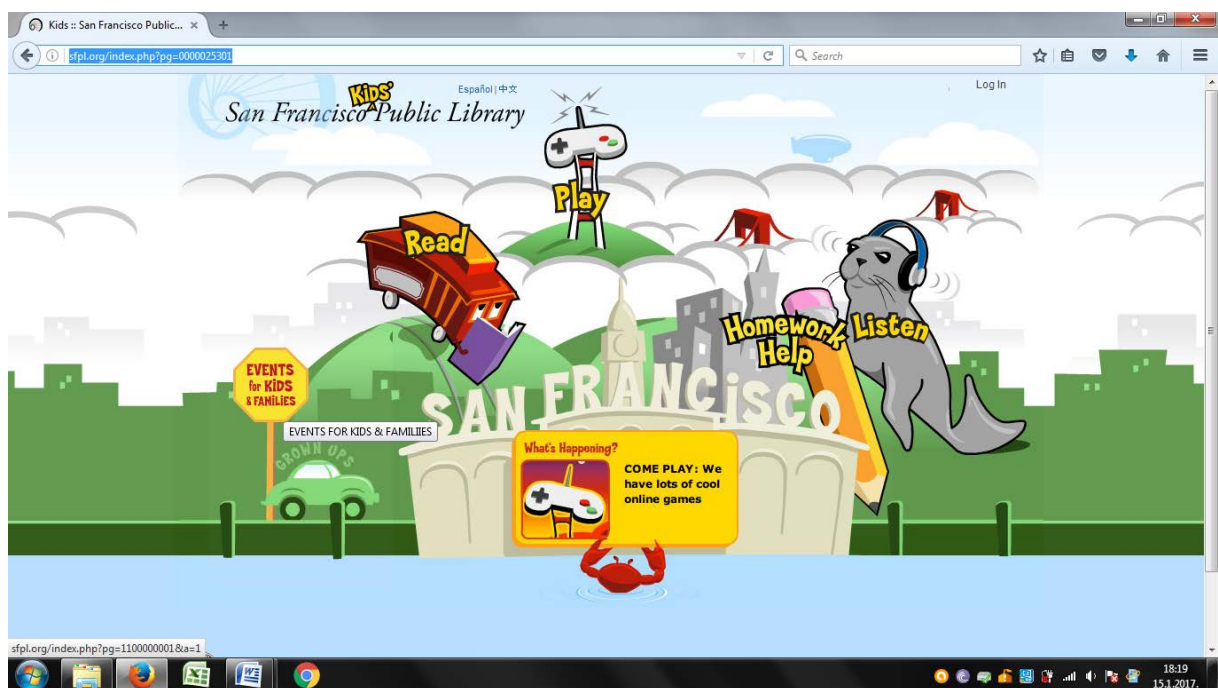 Kids :: San Francisco Public...
sfpl.org/index.php?pg=0000025301
Search
KIDS'
San Francisco Public Library
Español | 中文
Log In
Play
Read
Homework
Help
Listen
EVENTS
for KIDS
& FAMILIES
EVENTS FOR KIDS & FAMILIIES
GROWN UPS
SAN FRANCiSCO
What's Happening?
COME PLAY: We
have lots of cool
online games
sfpl.org/index.php?pg=1100000001&a=1
18:19
15.1.2017.